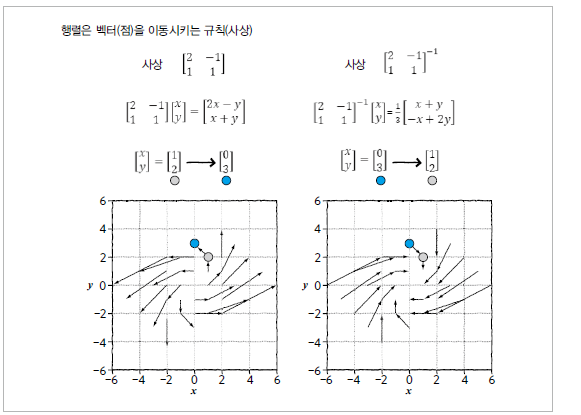 행렬은 벡터(점)을 이동시키는 규칙(사상)
사상 [2 −1; 1 1]
사상 [2 −1; 1 1]⁻¹
[2 −1; 1 1][x; y] = [2x − y; x + y]
[2 −1; 1 1]⁻¹[x; y] = 1/3[x + y; −x + 2y]
[x; y] = [1; 2] → [0; 3]
[x; y] = [0; 3] → [1; 2]
6
4
2
y 0
−2
−4
−6
−6 −4 −2 0 2 4 6
x
6
4
2
y 0
−2
−4
−6
−6 −4 −2 0 2 4 6
x